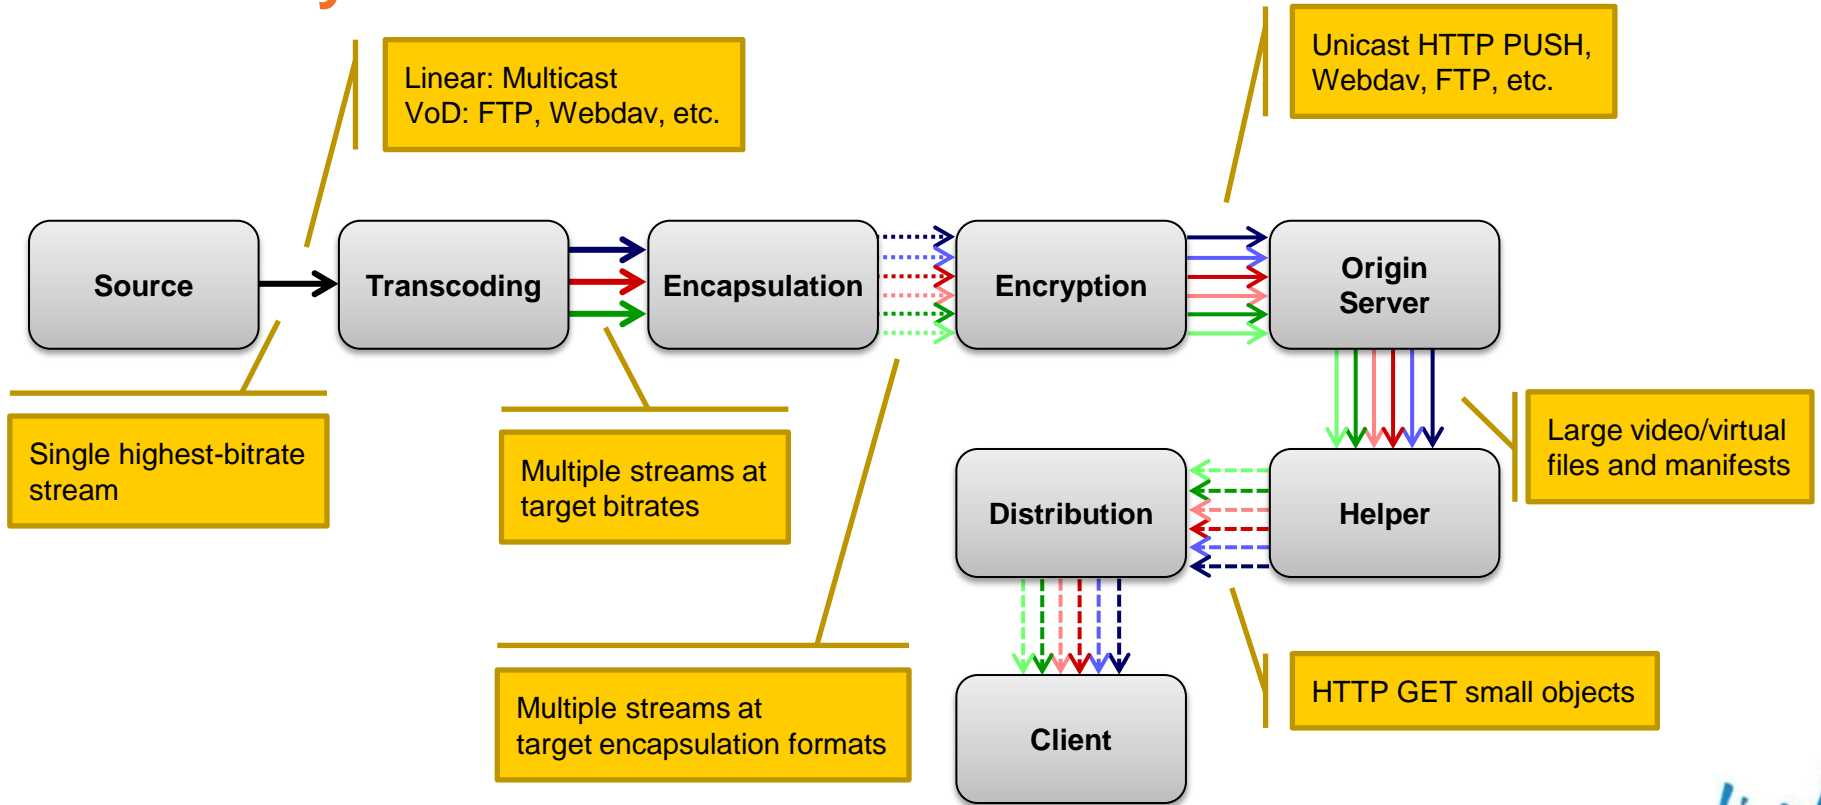 Linear: Multicast
VoD: FTP, Webdav, etc.
Unicast HTTP PUSH,
Webdav, FTP, etc.
Source
Transcoding
Encapsulation
Encryption
Origin
Server
Single highest-bitrate
stream
Multiple streams at
target bitrates
Large video/virtual
files and manifests
Distribution
Helper
Multiple streams at
target encapsulation formats
HTTP GET small objects
Client